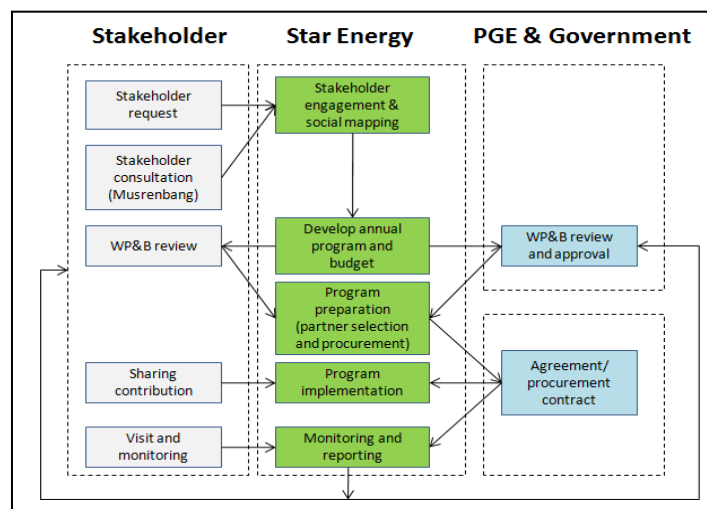 Stakeholder
Star Energy
PGE & Government
Stakeholder
request
Stakeholder
engagement &
social mapping
Stakeholder
consultation
(Musrenbang)
WP&B review
Develop annual
program and
budget
WP&B review
and approval
Program
preparation
(partner selection
and procurement)
Sharing
contribution
Program
implementation
Agreement/
procurement
contract
Visit and
monitoring
Monitoring and
reporting